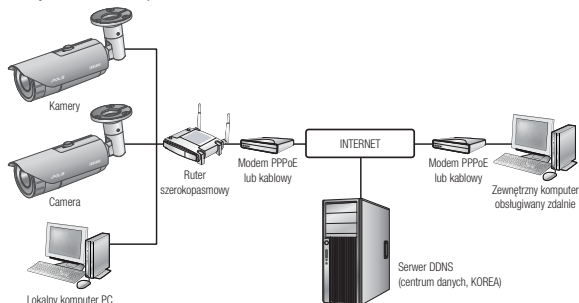 Kamery
Camera
Lokalny komputer PC
Ruter
szerokopasmowy
Modem PPPoE
lub kablowy
INTERNET
Modem PPPoE
lub kablowy
Zewnętrzny komputer
obsługiwany zdalnie
Serwer DDNS
(centrum danych, KOREA)